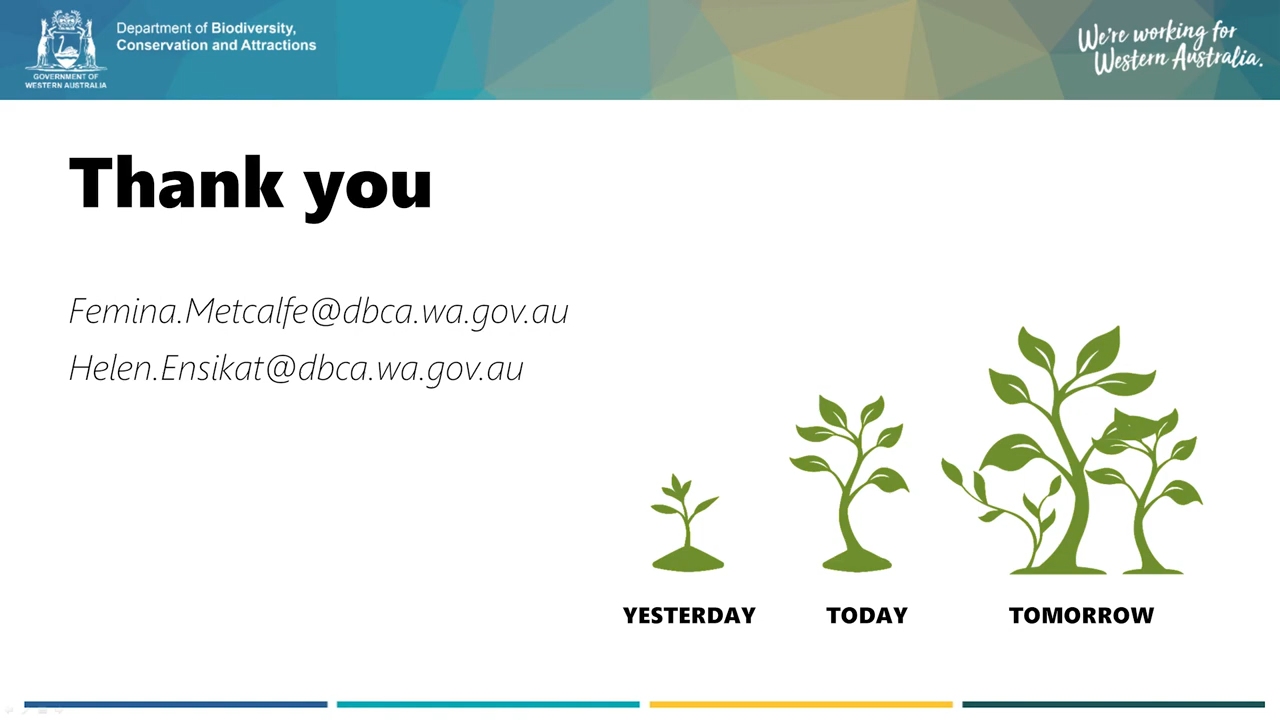 Department of Biodiversity,
Conservation and Attractions
GOVERNMENT OF
WESTERN AUSTRALIA
We're working for
Western Australia.
Thank you
Femina.Metcalfe@dbca.wa.gov.au
Helen.Ensikat@dbca.wa.gov.au
YESTERDAY
TODAY
TOMORROW